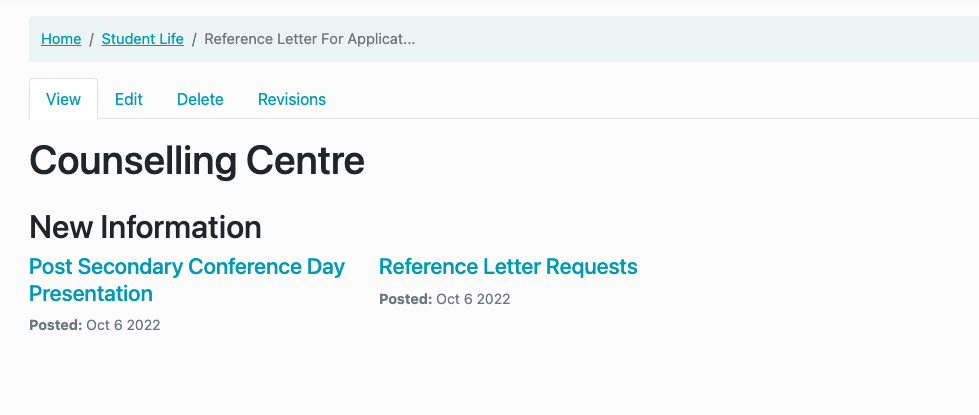 Home / Student Life / Reference Letter For Applicat...
View Edit Delete Revisions
Counselling Centre
New Information
Post Secondary Conference Day
Presentation
Posted: Oct 6 2022
Reference Letter Requests
Posted: Oct 6 2022